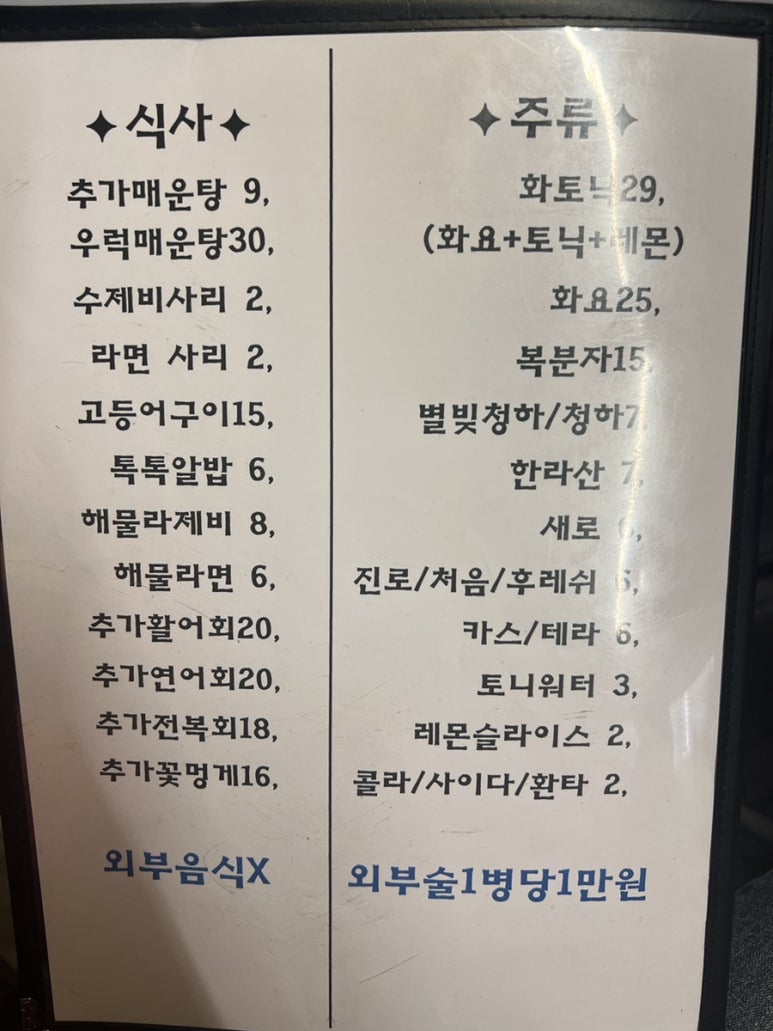 ✦식사✦
추가매운탕 9,
우럭매운탕30,
수제비사리 2,
라면 사리 2,
고등어구이15,
톡톡알밥 6,
해물라제비 8,
해물라면 6,
추가활어회20,
추가연어회20,
추가전복회18,
추가꽃멍게16,
외부음식X
✦주류✦
화토닉29,
(화요+토닉+레몬)
화요25,
복분자15,
별빛청하/청하7,
한라산 7,
새로 6,
진로/처음/후레쉬 6,
카스/테라 6,
토니워터 3,
레몬슬라이스 2,
콜라/사이다/환타 2,
외부술1병당1만원